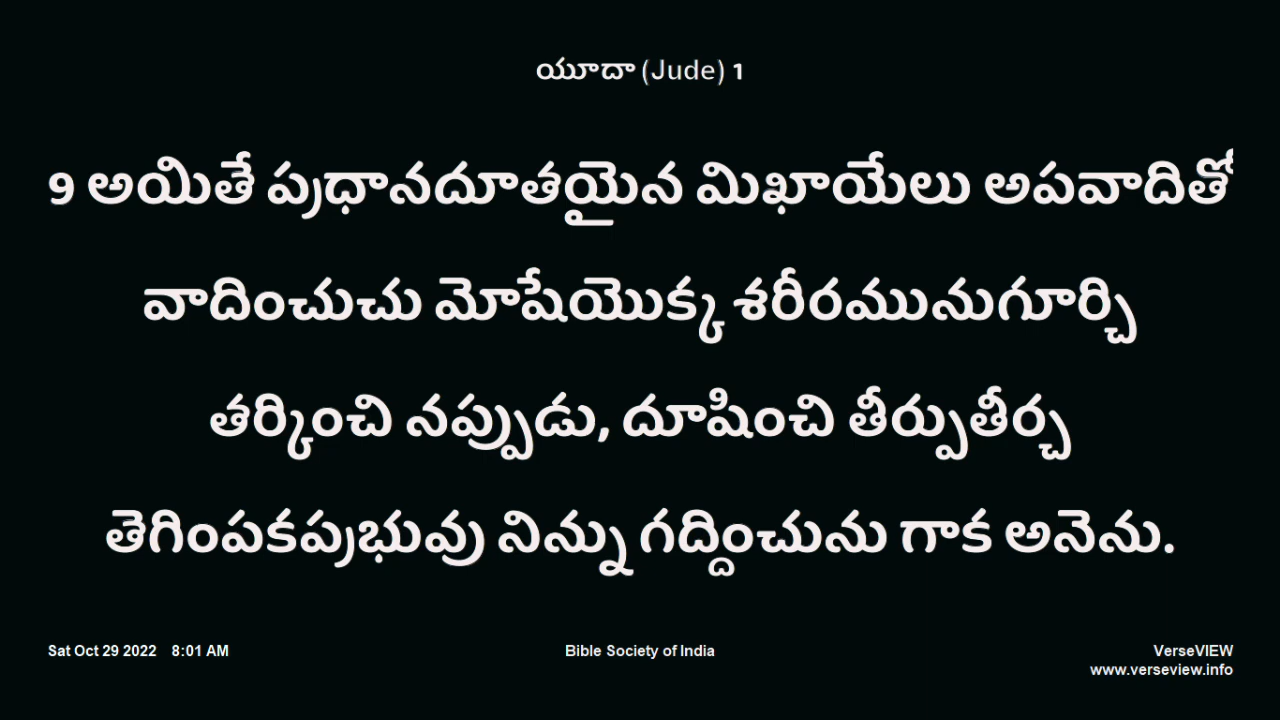 యూదా (Jude) 1
9 అయితే ప్రధానదూతయైన మిఖాయేలు అపవాదితో
వాదించుచు మోషేయొక్క శరీరమునుగూర్చి
తర్కించి నప్పుడు, దూషించి తీర్పుతీర్చ
తెగింపకప్రభువు నిన్ను గద్దించును గాక అనెను.
Sat Oct 29 2022 8:01 AM
Bible Society of India
VerseVIEW
www.verseview.info